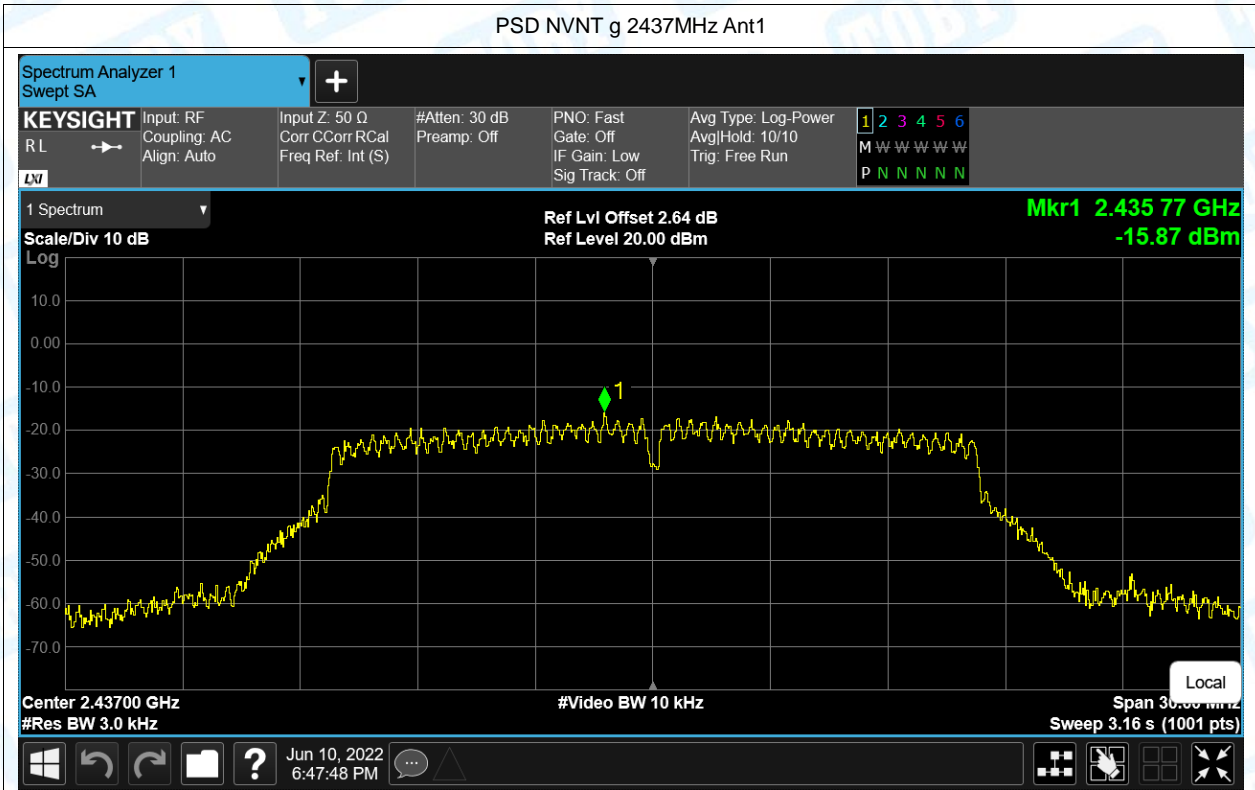 PSD NVNT g 2437MHz Ant1
Spectrum Analyzer 1
Swept SA
KEYSIGHT
RL
LXI
Input: RF
Coupling: AC
Align: Auto
Input Z: 50 Ω
Corr CCorr RCal
Freq Ref: Int (S)
#Atten: 30 dB
Preamp: Off
PNO: Fast
Gate: Off
IF Gain: Low
Sig Track: Off
Avg Type: Log-Power
Avg|Hold: 10/10
Trig: Free Run
1 2 3 4 5 6
M W W W W W
P N N N N N
1 Spectrum
Scale/Div 10 dB
Ref Lvl Offset 2.64 dB
Ref Level 20.00 dBm
Mkr1 2.435 77 GHz
-15.87 dBm
Log
10.0
0.00
-10.0
-20.0
-30.0
-40.0
-50.0
-60.0
-70.0
1
Center 2.43700 GHz
#Res BW 3.0 kHz
#Video BW 10 kHz
Local
Span 30.00 MHz
Sweep 3.16 s (1001 pts)
?
Jun 10, 2022
6:47:48 PM